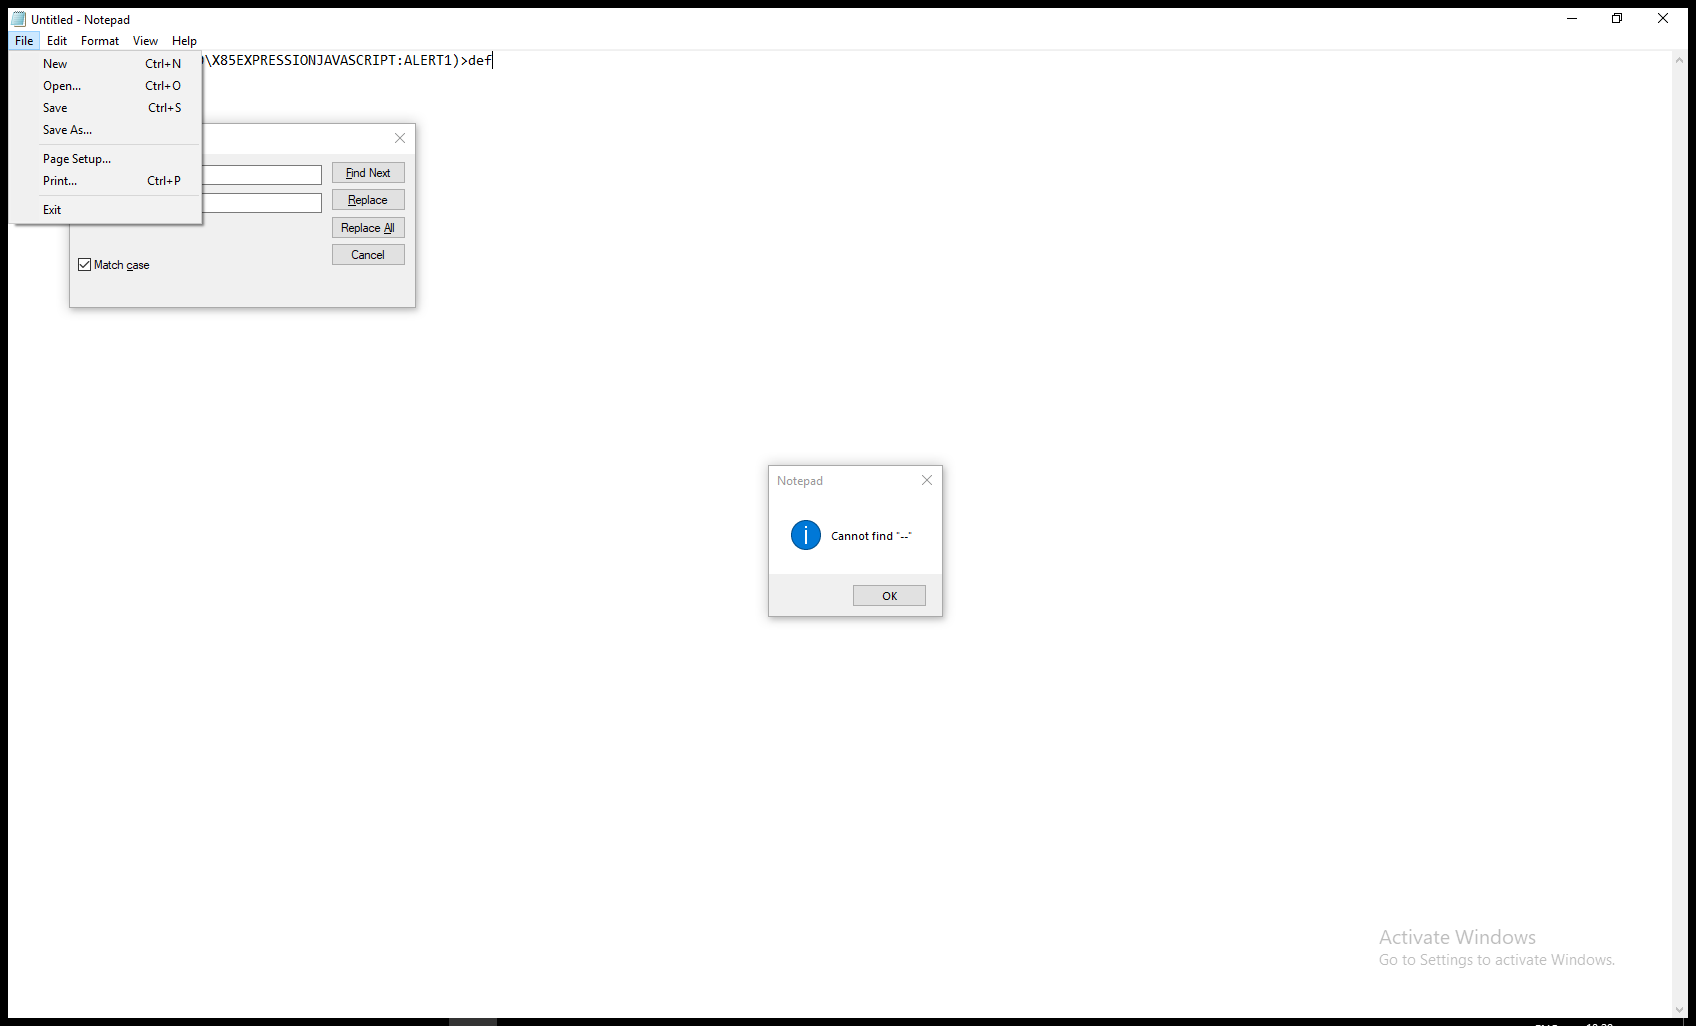 Untitled - Notepad
File Edit Format View Help
\X85EXPRESSIONJAVASCRIPT:ALERT1)>def
New Ctrl+N
Open... Ctrl+O
Save Ctrl+S
Save As...
Page Setup...
Print... Ctrl+P
Exit
Find Next
Replace
Replace All
Cancel
Match case
Notepad
Cannot find "--"
OK
Activate Windows
Go to Settings to activate Windows.